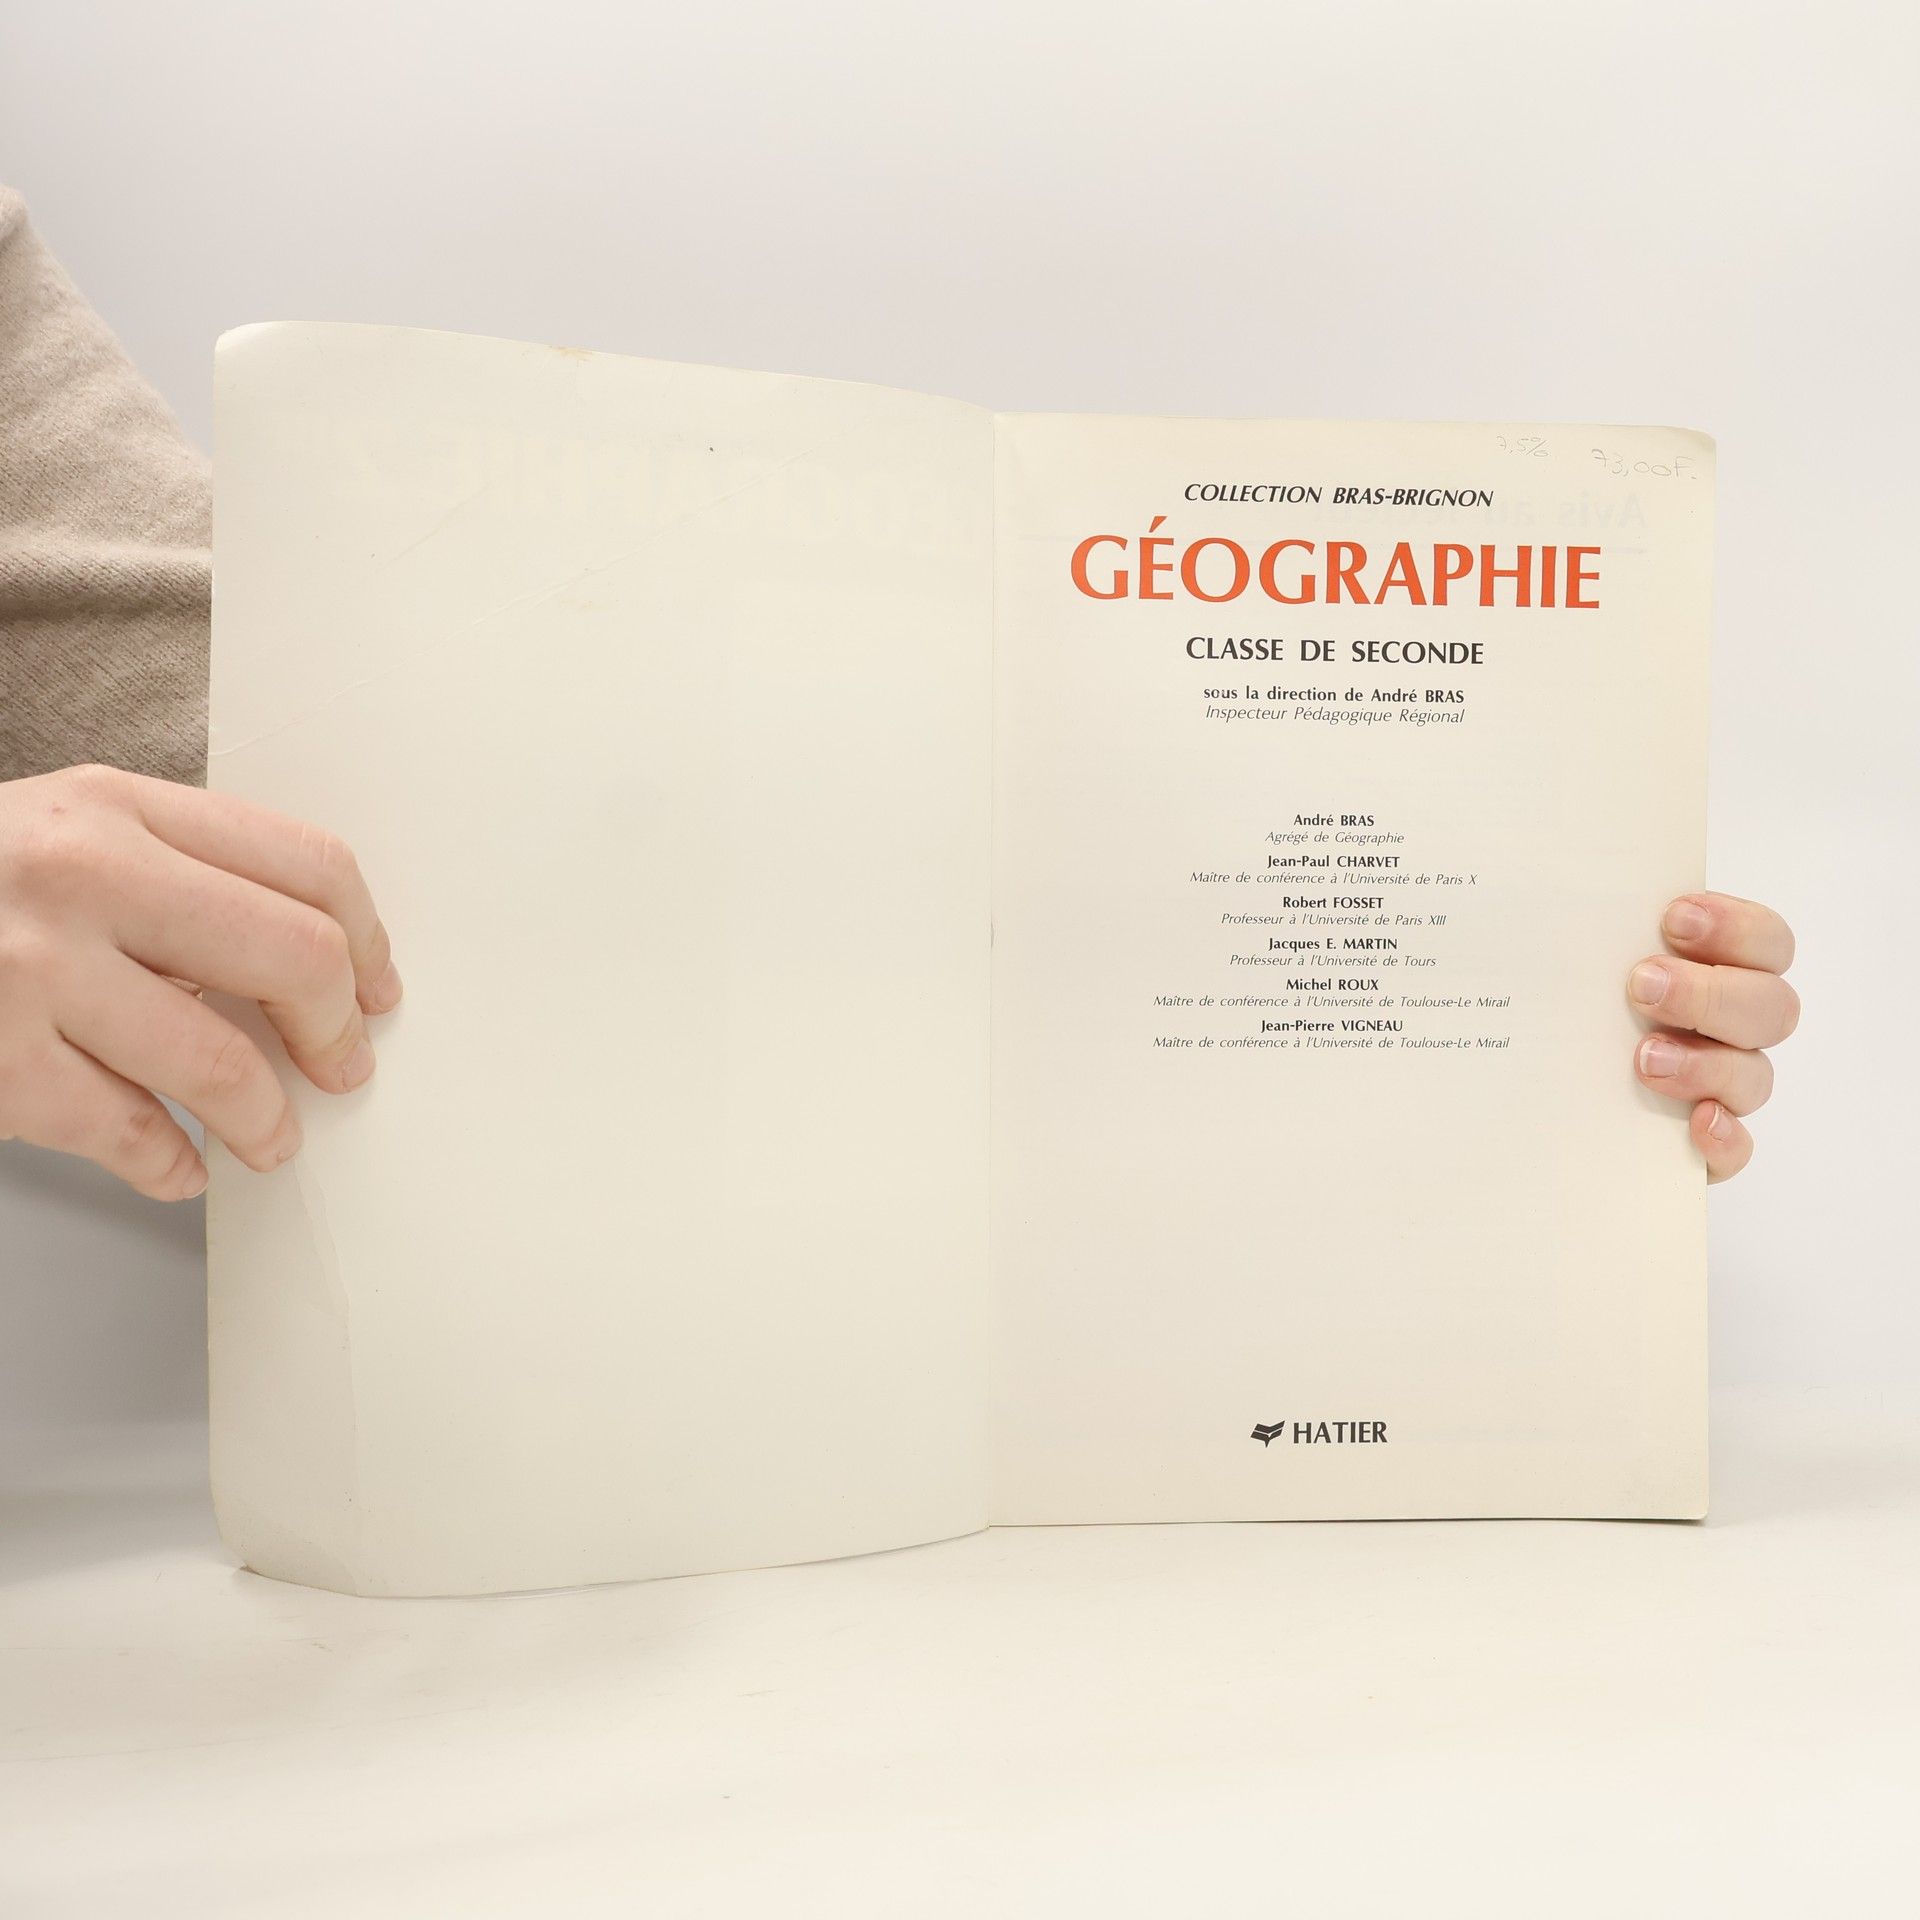 7,5% 73,00F.
COLLECTION BRAS-BRIGNON
GÉOGRAPHIE
CLASSE DE SECONDE
sous la direction de André BRAS
Inspecteur Pédagogique Régional
André BRAS
Agrégé de Géographie
Jean-Paul CHARVET
Maître de conférence à l'Université de Paris X
Robert FOSSET
Professeur à l'Université de Paris XIII
Jacques E. MARTIN
Professeur à l'Université de Tours
Michel ROUX
Maître de conférence à l'Université de Toulouse-Le Mirail
Jean-Pierre VIGNEAU
Maître de conférence à l'Université de Toulouse-Le Mirail
HATIER